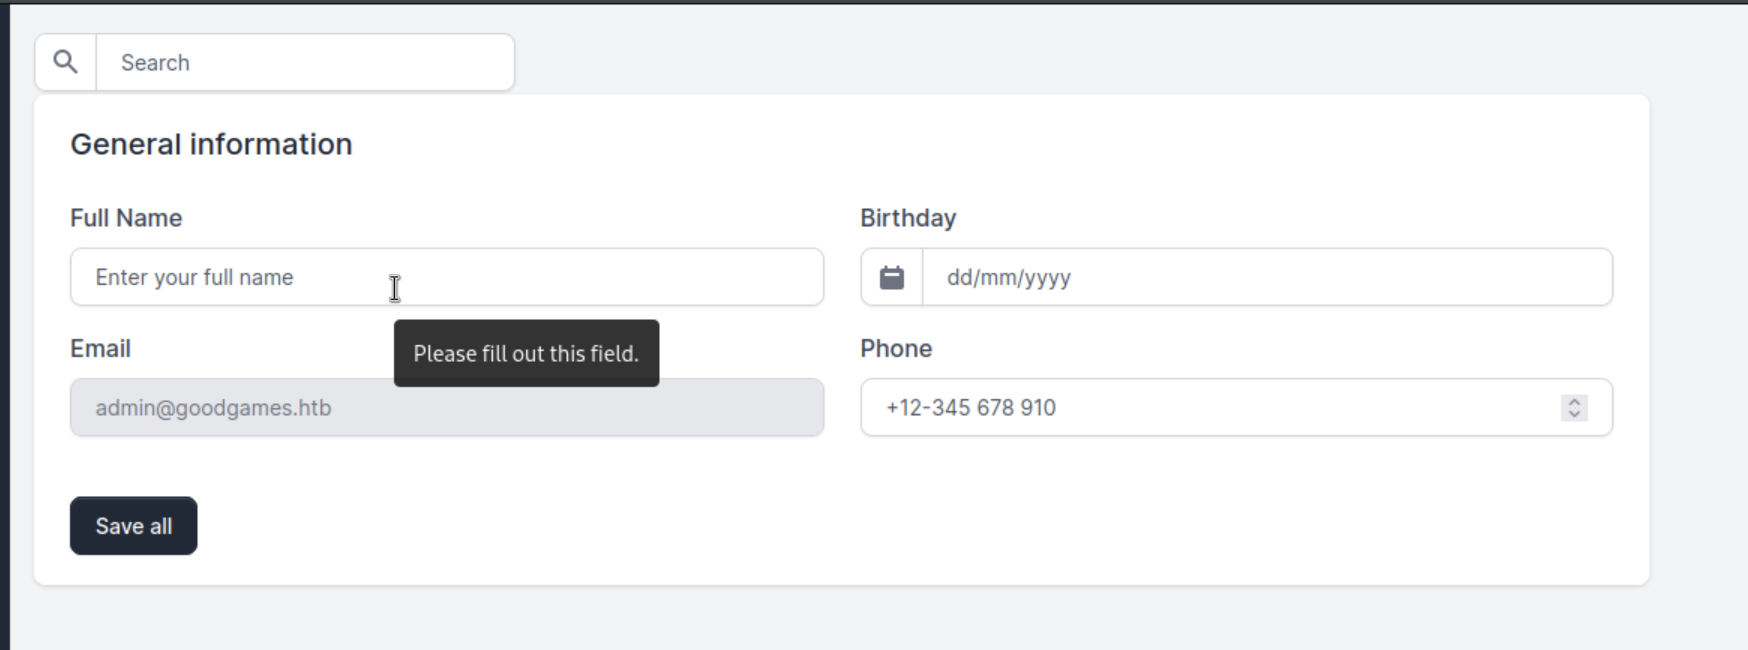 Search
General information
Full Name
Birthday
Enter your full name
dd/mm/yyyy
Email
Please fill out this field.
Phone
admin@goodgames.htb
+12-345 678 910
Save all